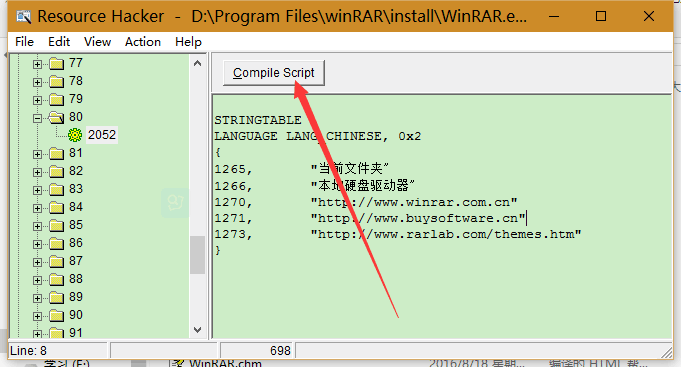 Resource Hacker  -  D:\Program Files\winRAR\install\WinRAR.e...
File Edit View Action Help
77
78
79
80
2052
81
82
83
84
85
86
87
88
89
90
91
Compile Script
STRINGTABLE
LANGUAGE LANG_CHINESE, 0x2
{
1265, "当前文件夹"
1266, "本地硬盘驱动器"
1270, "http://www.winrar.com.cn"
1271, "http://www.buysoftware.cn"
1273, "http://www.rarlab.com/themes.htm"
}
Line: 8 698
学习 (F:) WinRAR.chm 2016/8/18 星期... 编译的 HTML 帮...